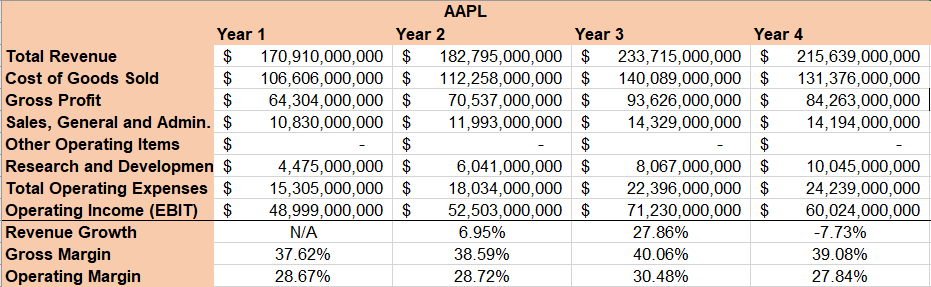 AAPL
Year 1 Year 2 Year 3 Year 4
Total Revenue $ 170,910,000,000 $ 182,795,000,000 $ 233,715,000,000 $ 215,639,000,000
Cost of Goods Sold $ 106,606,000,000 $ 112,258,000,000 $ 140,089,000,000 $ 131,376,000,000
Gross Profit $ 64,304,000,000 $ 70,537,000,000 $ 93,626,000,000 $ 84,263,000,000
Sales, General and Admin. $ 10,830,000,000 $ 11,993,000,000 $ 14,329,000,000 $ 14,194,000,000
Other Operating Items $ - $ - $ - $ -
Research and Developmen $ 4,475,000,000 $ 6,041,000,000 $ 8,067,000,000 $ 10,045,000,000
Total Operating Expenses $ 15,305,000,000 $ 18,034,000,000 $ 22,396,000,000 $ 24,239,000,000
Operating Income (EBIT) $ 48,999,000,000 $ 52,503,000,000 $ 71,230,000,000 $ 60,024,000,000
Revenue Growth N/A 6.95% 27.86% -7.73%
Gross Margin 37.62% 38.59% 40.06% 39.08%
Operating Margin 28.67% 28.72% 30.48% 27.84%